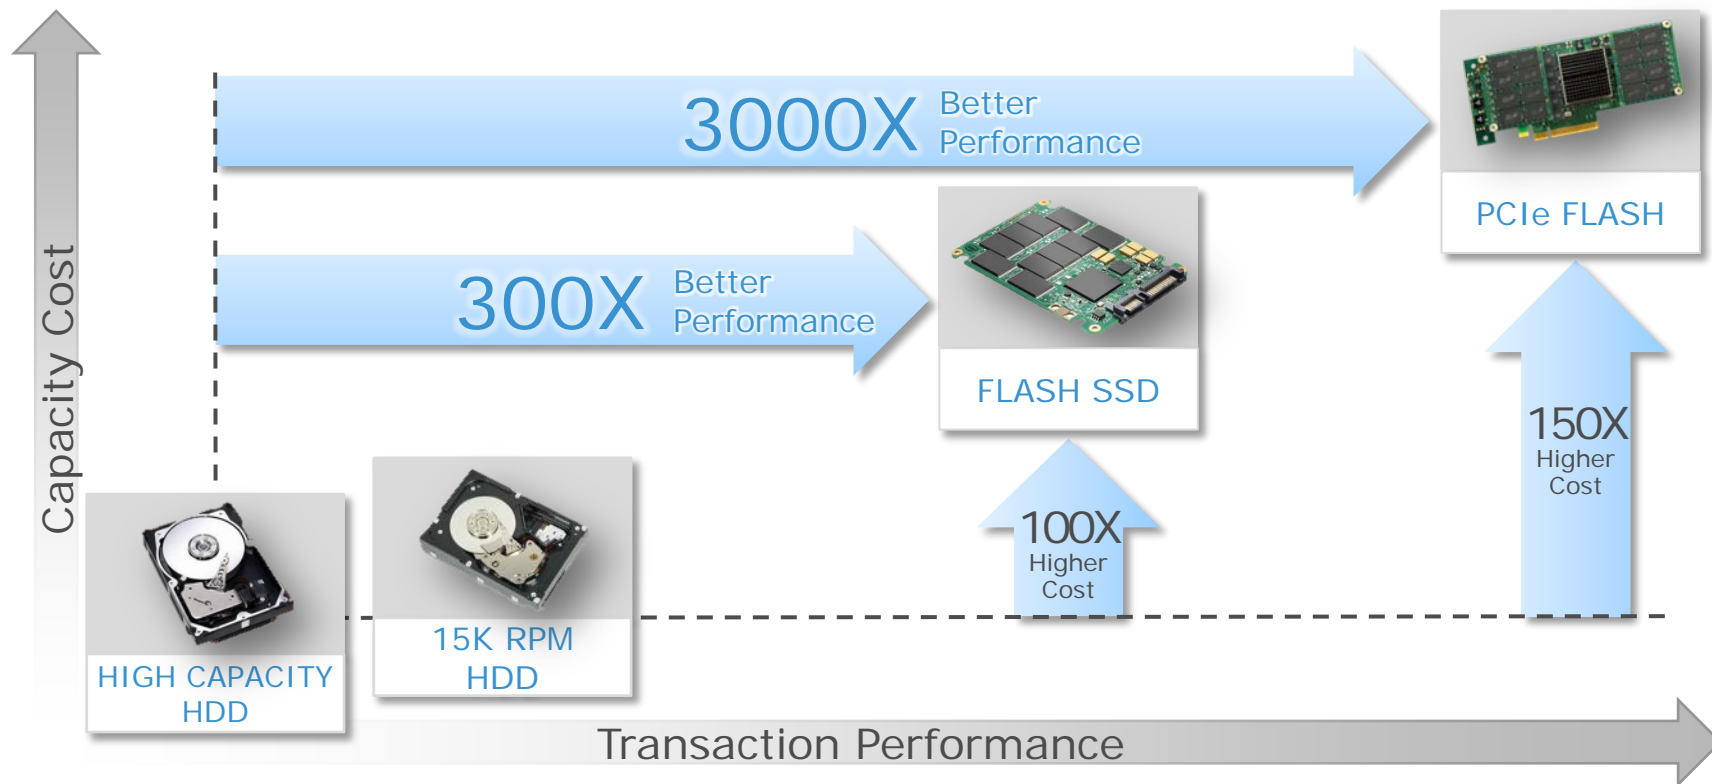 3000X
Better
Performance
PCIe FLASH
300X
Better
Performance
FLASH SSD
150X
Higher
Cost
100X
Higher
Cost
Capacity Cost
15K RPM
HDD
HIGH CAPACITY
HDD
Transaction Performance